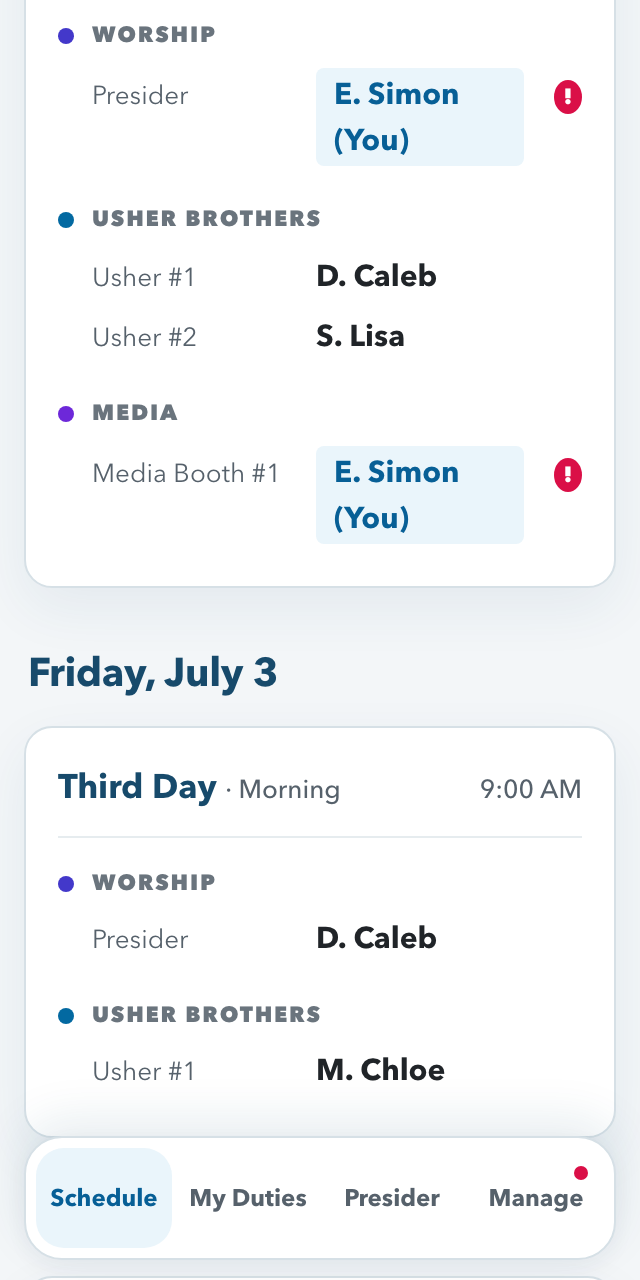 WORSHIP
Presider
E. Simon
(You)
!
USHER BROTHERS
Usher #1
D. Caleb
Usher #2
S. Lisa
MEDIA
Media Booth #1
E. Simon
(You)
!
Friday, July 3
Third Day · Morning
9:00 AM
WORSHIP
Presider
D. Caleb
USHER BROTHERS
Usher #1
M. Chloe
Schedule
My Duties
Presider
Manage